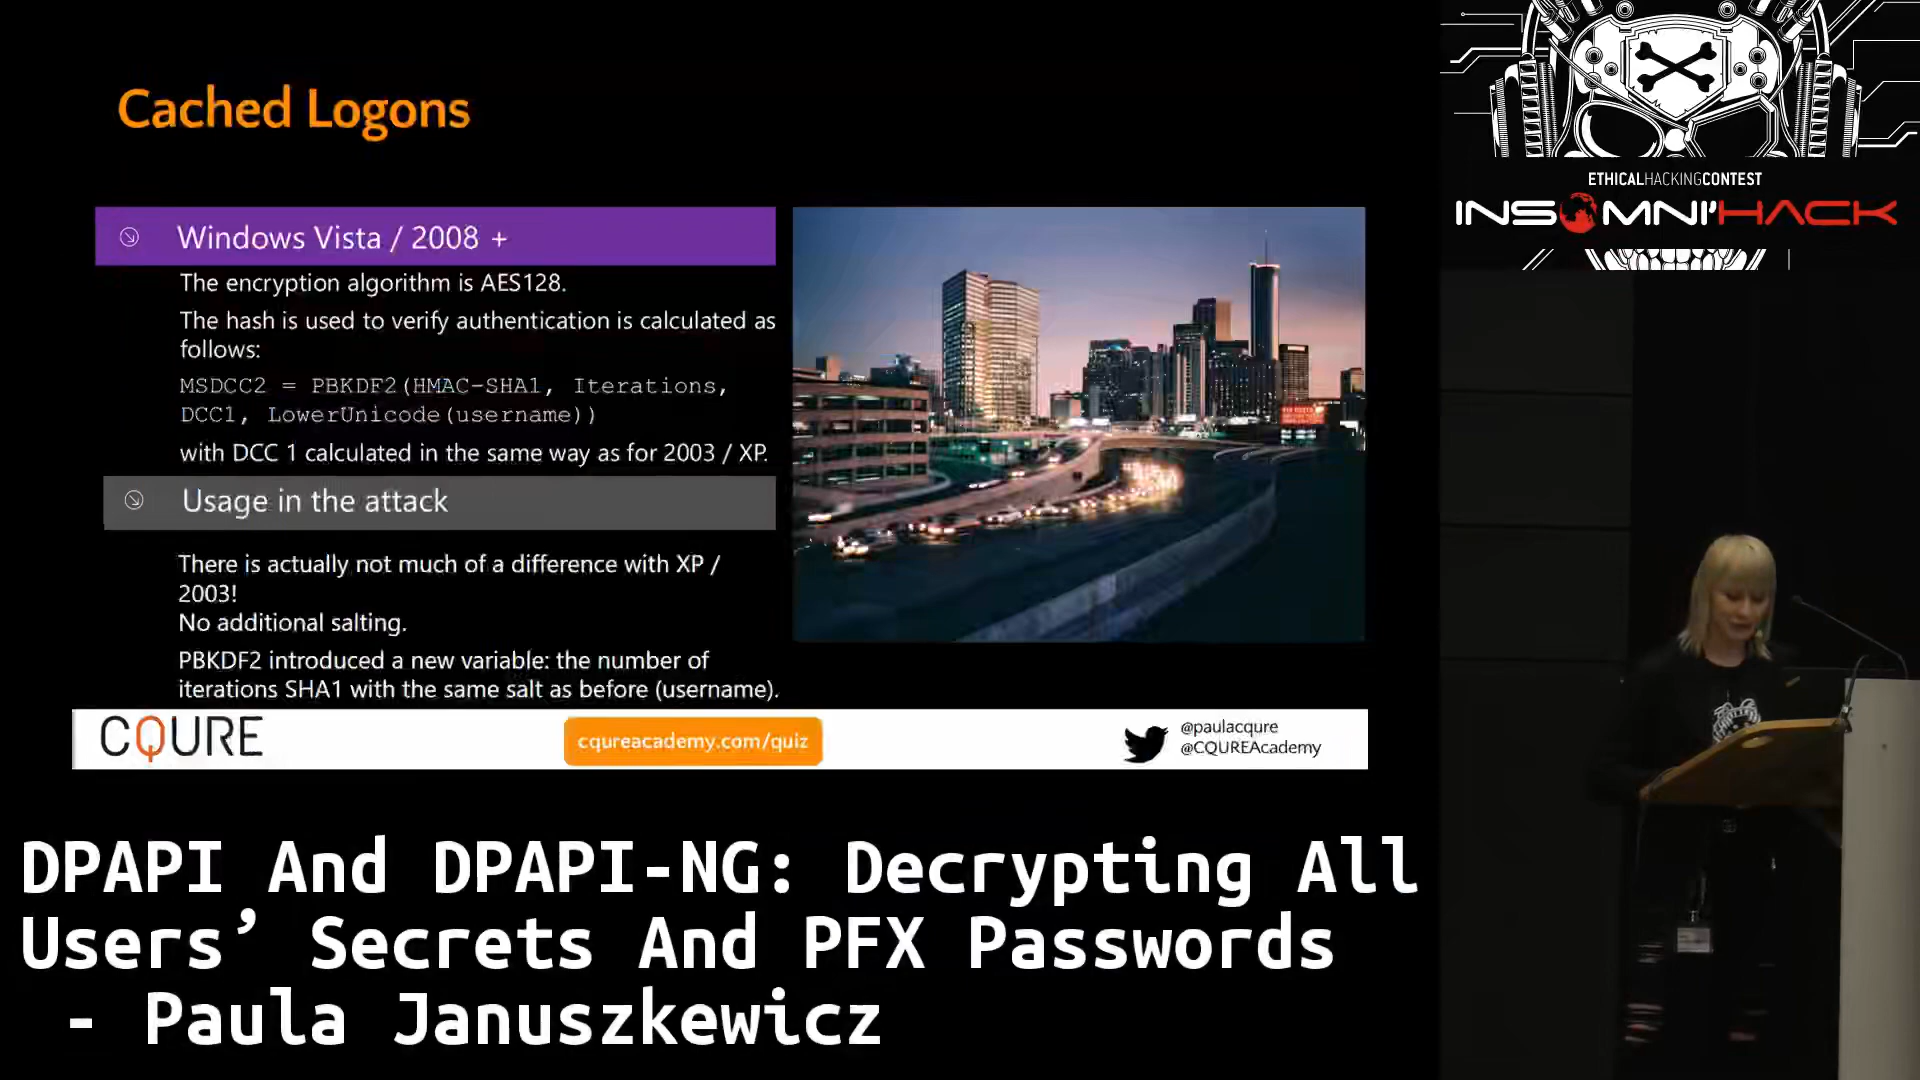 Cached Logons
Windows Vista / 2008 +
The encryption algorithm is AES128.
The hash is used to verify authentication is calculated as
follows:
MSDCC2 = PBKDF2(HMAC-SHA1, Iterations,
DCC1, LowerUnicode(username))
with DCC 1 calculated in the same way as for 2003 / XP.
Usage in the attack
There is actually not much of a difference with XP /
2003!
No additional salting.
PBKDF2 introduced a new variable: the number of
iterations SHA1 with the same salt as before (username).
CQURE
cqureacademy.com/quiz
@paulacqure
@CQUREAcademy
ETHICALHACKINGCONTEST
INSOMNI'HACK
DPAPI And DPAPI-NG: Decrypting All
Users’ Secrets And PFX Passwords
- Paula Januszkewicz